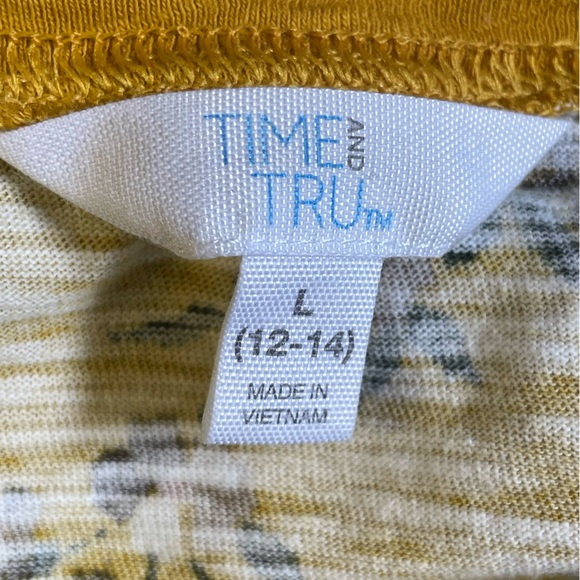 TIME AND
TRU™
L
(12-14)
MADE IN
VIETNAM